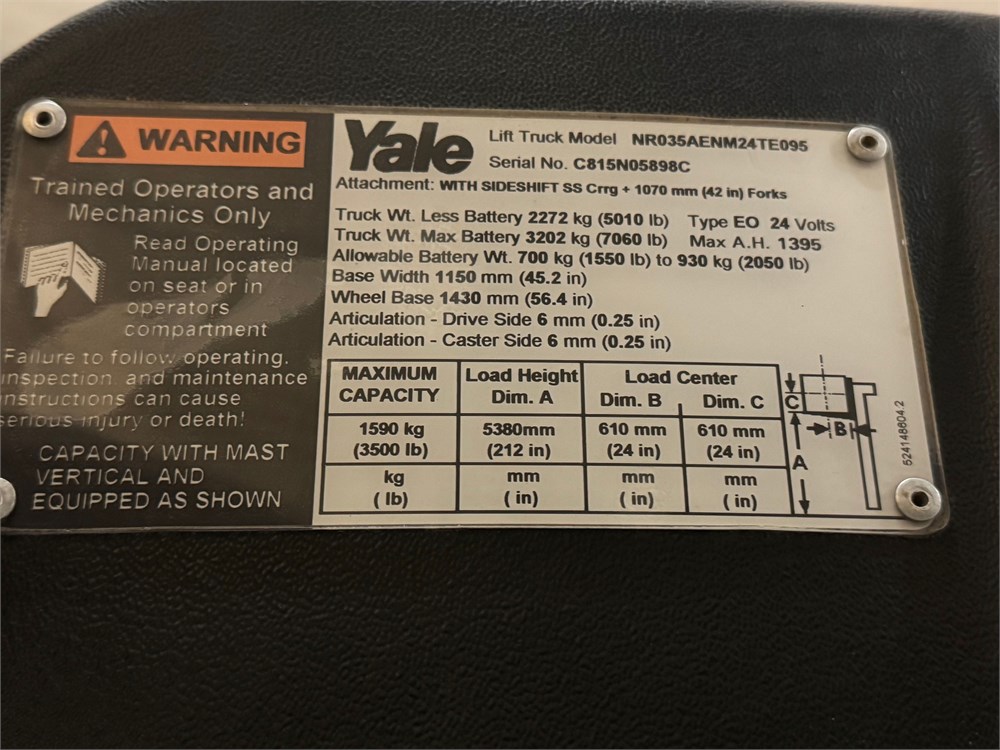 WARNING
Trained Operators and
Mechanics Only
Read Operating
Manual located
on seat or in
operators
compartment
Failure to follow operating,
inspection and maintenance
instructions can cause
serious injury or death!
CAPACITY WITH MAST
VERTICAL AND
EQUIPPED AS SHOWN
Yale
Lift Truck Model NR035AENM24TE095
Serial No. C815N05898C
Attachment: WITH SIDESHIFT SS Crrg + 1070 mm (42 in) Forks
Truck Wt. Less Battery 2272 kg (5010 lb) Type EO 24 Volts
Truck Wt. Max Battery 3202 kg (7060 lb) Max A.H. 1395
Allowable Battery Wt. 700 kg (1550 lb) to 930 kg (2050 lb)
Base Width 1150 mm (45.2 in)
Wheel Base 1430 mm (56.4 in)
Articulation - Drive Side 6 mm (0.25 in)
Articulation - Caster Side 6 mm (0.25 in)
MAXIMUM Load Height Load Center
CAPACITY Dim. A Dim. B Dim. C
1590 kg 5380mm 610 mm 610 mm
(3500 lb) (212 in) (24 in) (24 in)
kg mm mm mm
( lb) ( in) ( in) ( in)
C
B
A
524148604.2